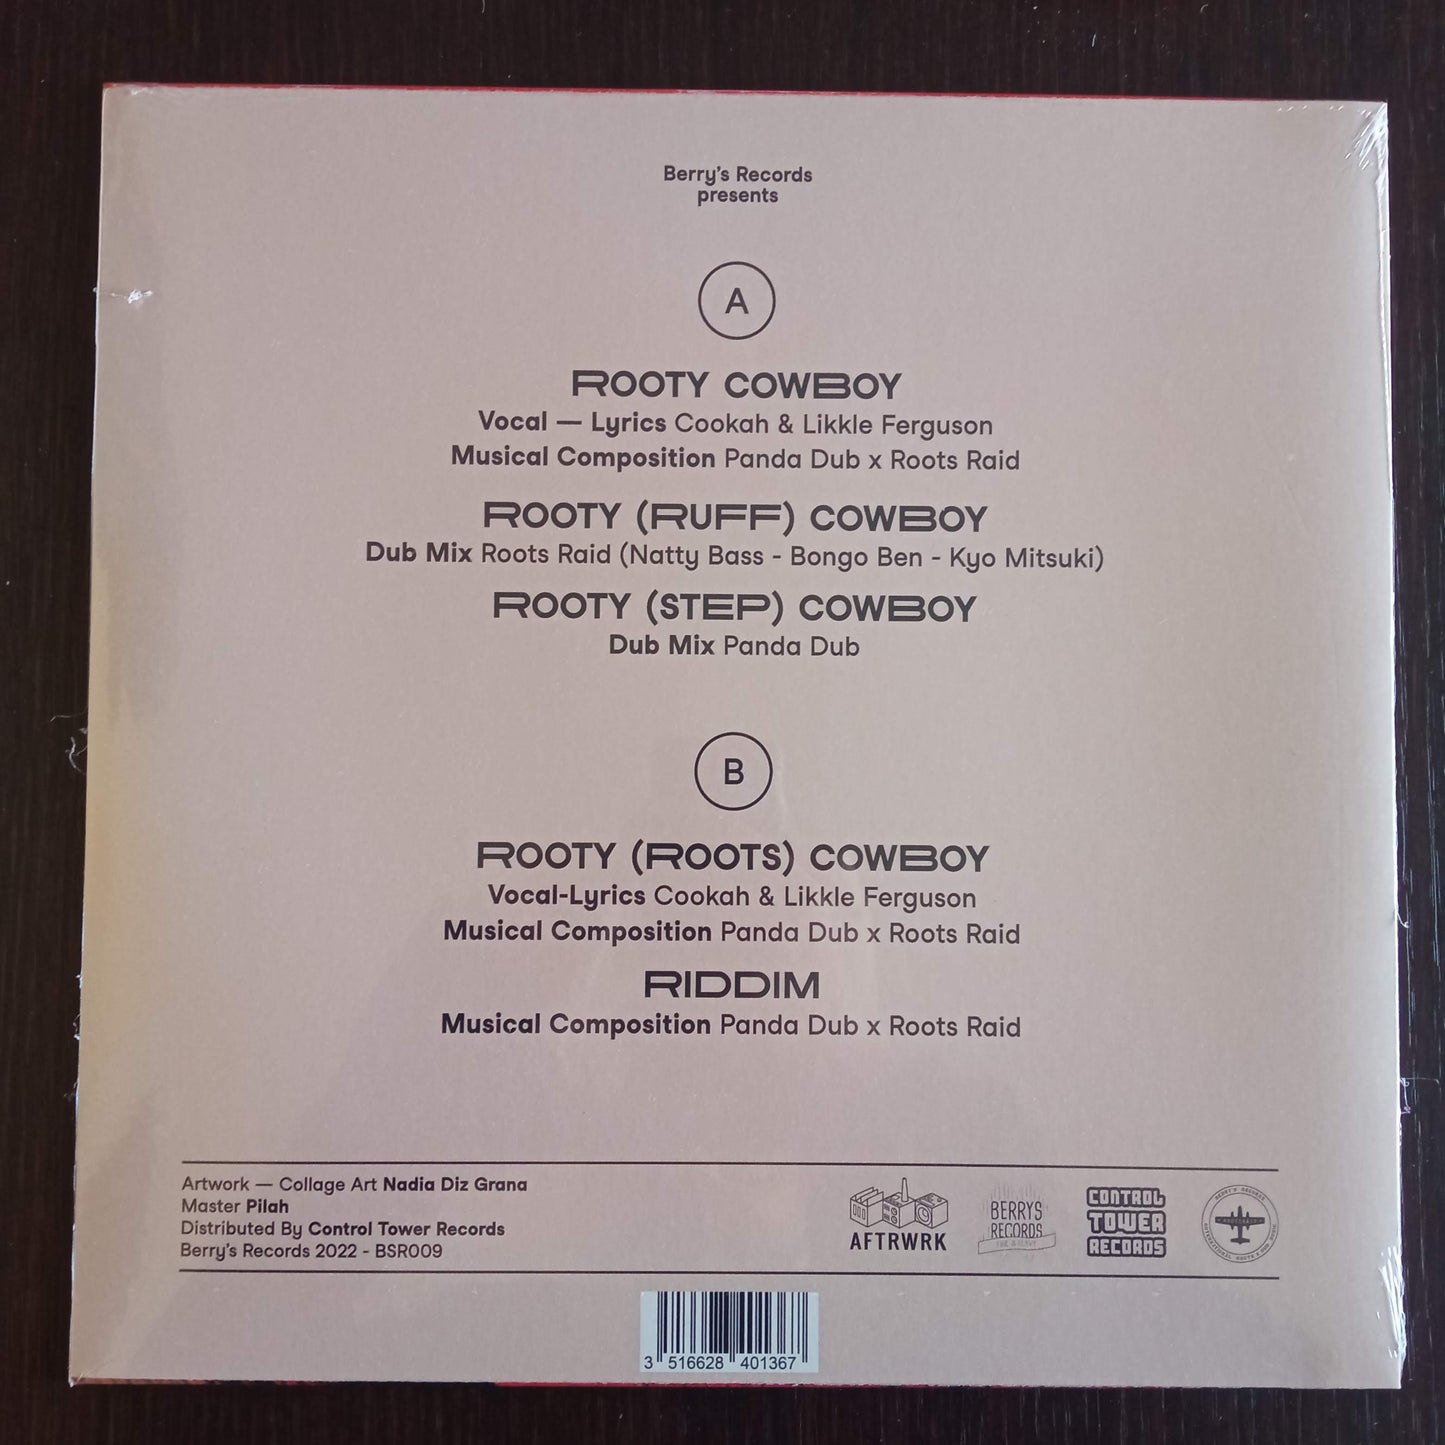 Berry's Records
presents
A
ROOTY COWBOY
Vocal — Lyrics Cookah & Likkle Ferguson
Musical Composition Panda Dub x Roots Raid
ROOTY (RUFF) COWBOY
Dub Mix Roots Raid (Natty Bass - Bongo Ben - Kyo Mitsuki)
ROOTY (STEP) COWBOY
Dub Mix Panda Dub
B
ROOTY (ROOTS) COWBOY
Vocal-Lyrics Cookah & Likkle Ferguson
Musical Composition Panda Dub x Roots Raid
RIDDIM
Musical Composition Panda Dub x Roots Raid
Artwork — Collage Art Nadia Diz Grana
Master Pilah
Distributed By Control Tower Records
Berry's Records 2022 - BSR009
AFTRWRK
BERRYS
RECORDS
CONTROL
TOWER
RECORDS
BERRY'S RECORDS
3 516628 401367